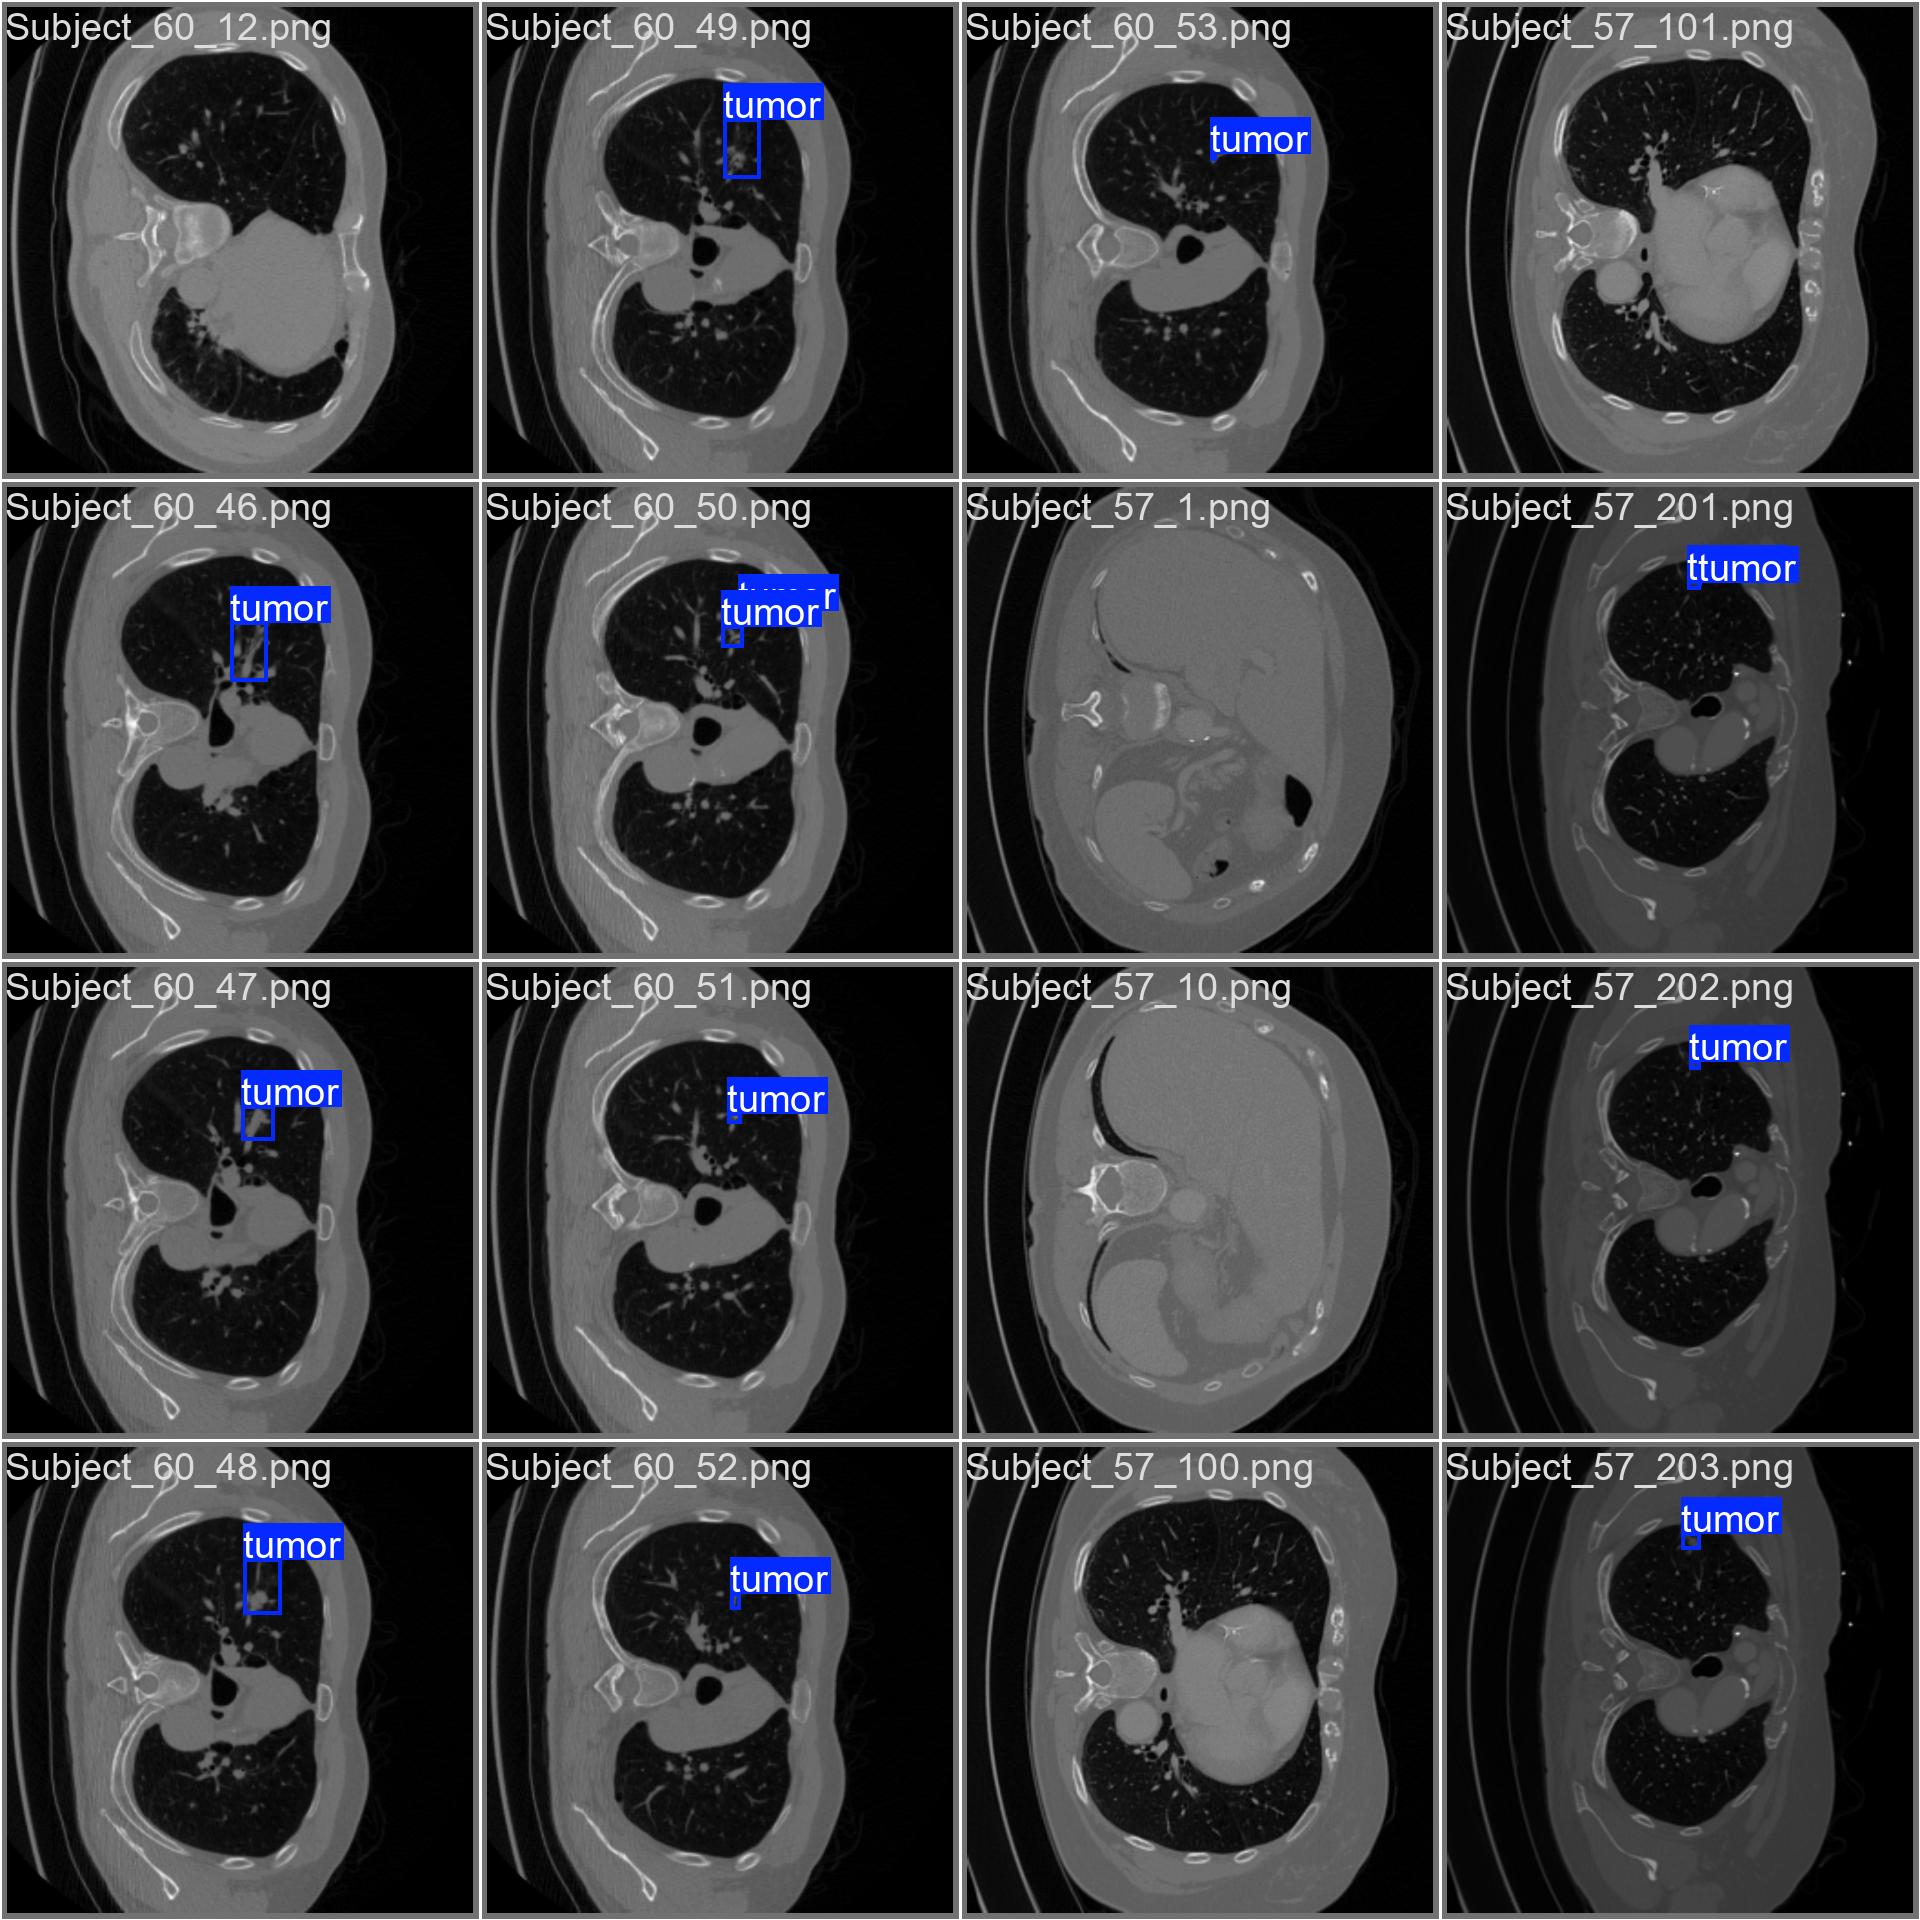 Subject_60_12.png
Subject_60_49.png
tumor
Subject_60_53.png
tumor
Subject_57_101.png
Subject_60_46.png
tumor
Subject_60_50.png
tumor
tumor
Subject_57_1.png
Subject_57_201.png
ttumor
Subject_60_47.png
tumor
Subject_60_51.png
tumor
Subject_57_10.png
Subject_57_202.png
tumor
Subject_60_48.png
tumor
Subject_60_52.png
tumor
Subject_57_100.png
Subject_57_203.png
tumor